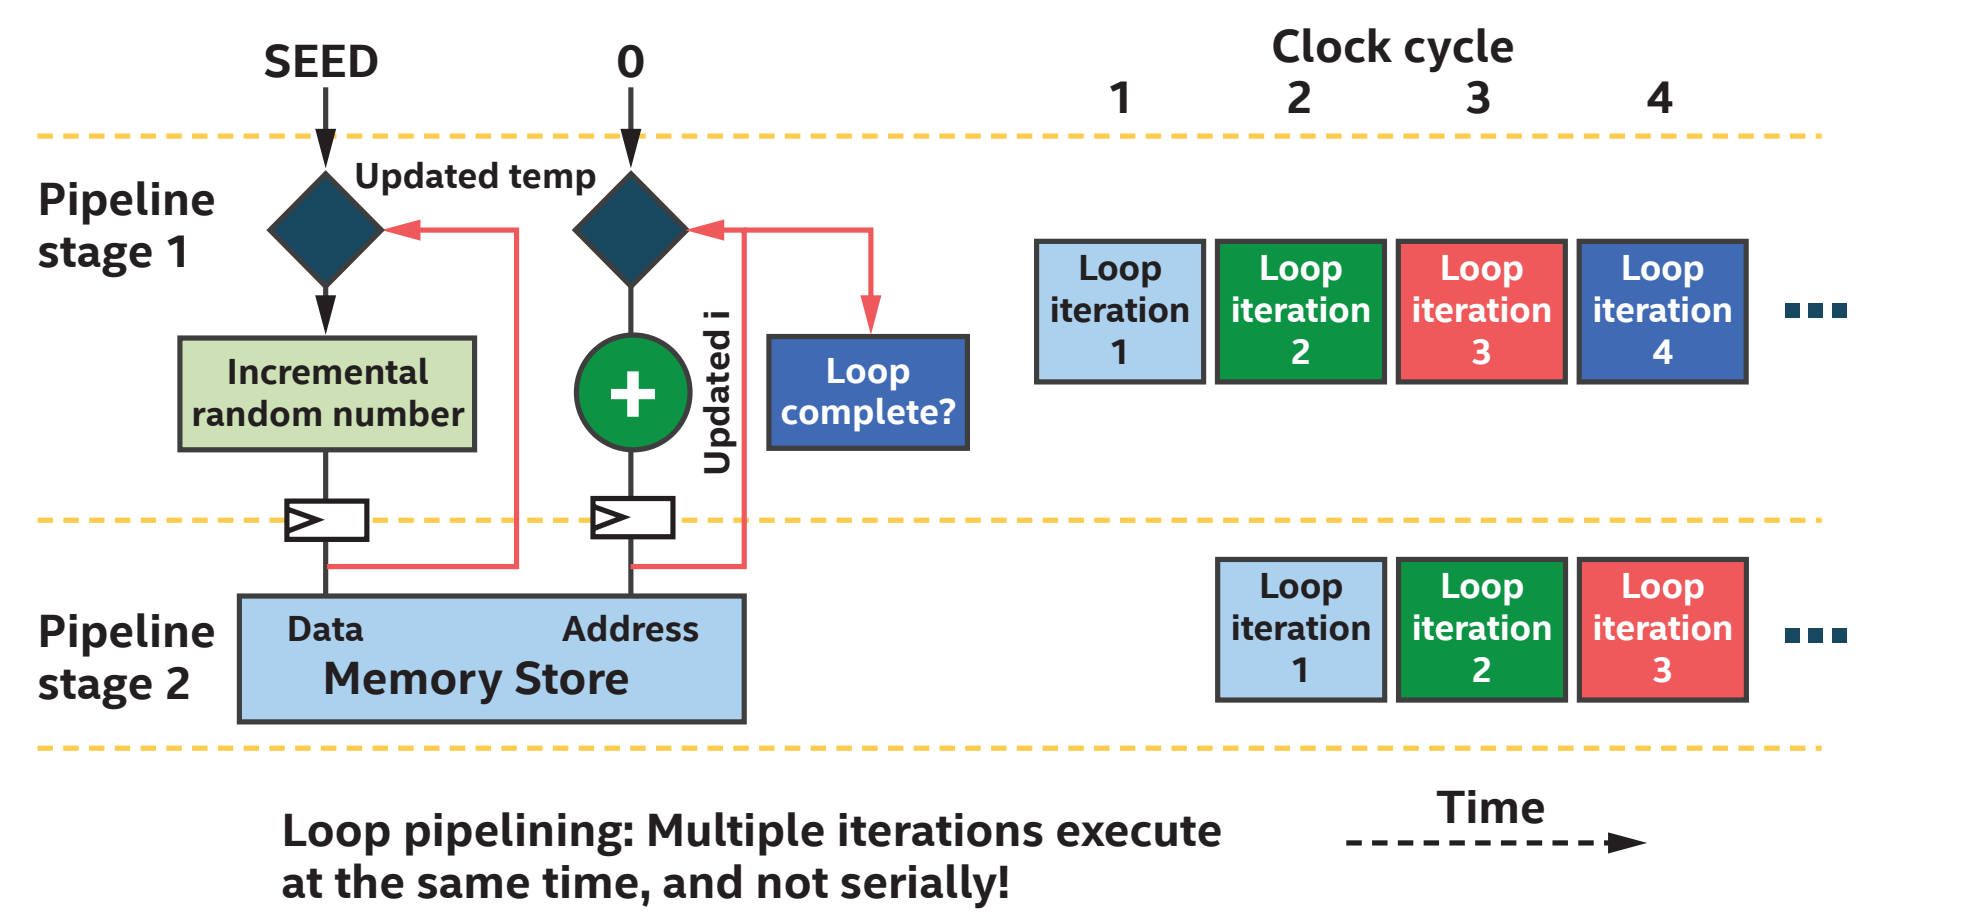 SEED
0
Clock cycle
1 2 3 4
Pipeline
stage 1
Updated temp
Incremental
random number
+
Updated i
Loop
complete?
Loop
iteration
1
Loop
iteration
2
Loop
iteration
3
Loop
iteration
4
Pipeline
stage 2
Data
Address
Memory Store
Loop
iteration
1
Loop
iteration
2
Loop
iteration
3
Loop pipelining: Multiple iterations execute
at the same time, and not serially!
Time